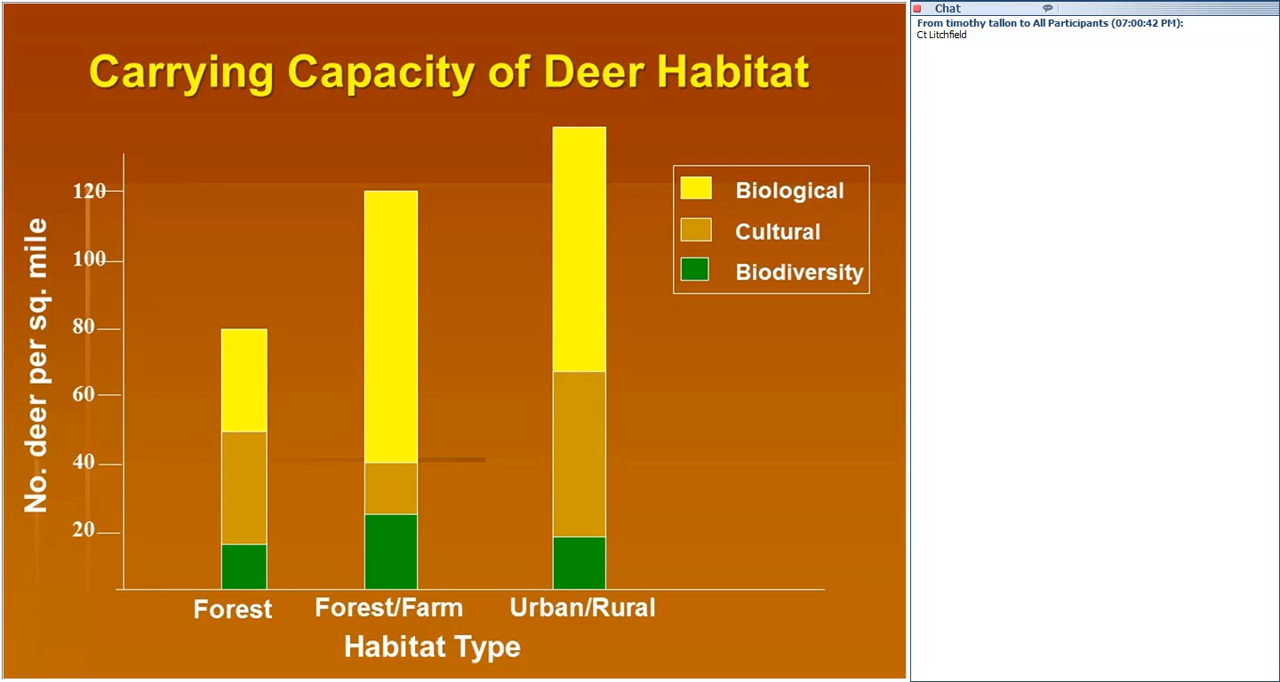 Carrying Capacity of Deer Habitat
No. deer per sq. mile
120
100
80
60
40
20
Biological
Cultural
Biodiversity
Forest
Forest/Farm
Urban/Rural
Habitat Type
Chat
From timothy tallon to All Participants (07:00:42 PM):
Ct Litchfield